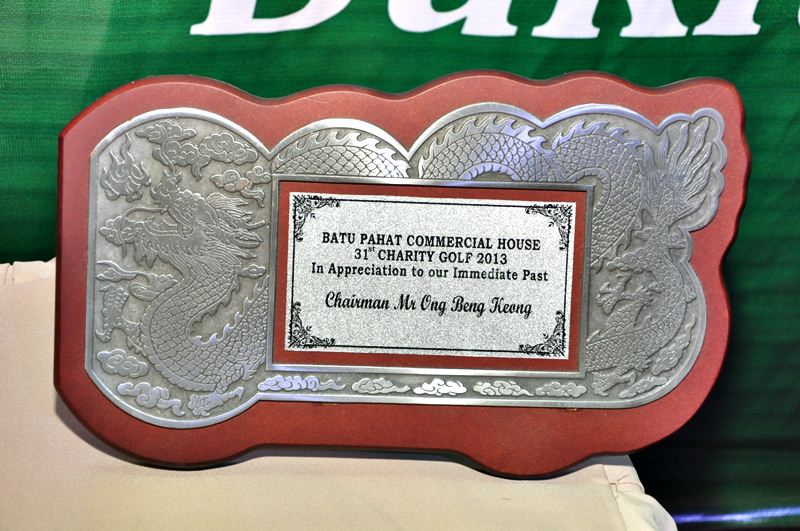 BATU PAHAT COMMERCIAL HOUSE
31st CHARITY GOLF 2013
In Appreciation to our Immediate Past
Chairman Mr Ong Beng Keong